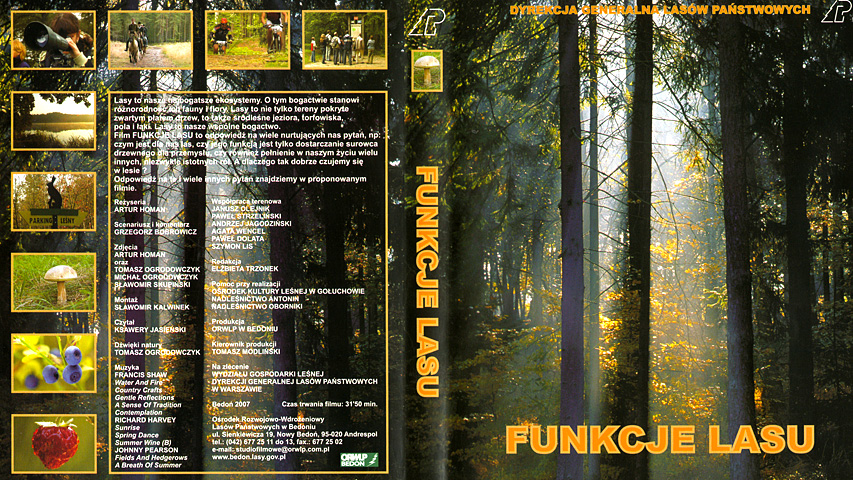 DYREKCJA GENERALNA LASÓW PAŃSTWOWYCH
FUNKCJE LASU
FUNKCJE LASU
PARKING LEŚNY
Lasy to nasze najbogatsze ekosystemy. O tym bogactwie stanowi
różnorodność ich fauny i flory. Lasy to nie tylko tereny pokryte
zwartym płatem drzew, to także śródleśne jeziora, torfowiska,
pola i łąki. Lasy to nasze wspólne bogactwo.
Film FUNKCJE LASU to odpowiedź na wiele nurtujących nas pytań, np:
czym jest dla nas las, czy jego funkcją jest tylko dostarczanie surowca
drzewnego dla przemysłu, czy również pełnienie w naszym życiu wielu
innych, niezwykle istotnych ról. A dlaczego tak dobrze czujemy się
w lesie ?
Odpowiedź na te i wiele innych pytań znajdziemy w proponowanym
filmie.
Reżyseria
ARTUR HOMAN
Scenariusz i komentarz
GRZEGORZ BOBROWICZ
Zdjęcia
ARTUR HOMAN
oraz
TOMASZ OGRODOWCZYK
MICHAŁ OGRODOWCZYK
SŁAWOMIR SKUPIŃSKI
Montaż
SŁAWOMIR KALWINEK
Czytał
KSAWERY JASIEŃSKI
Dźwięki natury
TOMASZ OGRODOWCZYK
Muzyka
FRANCIS SHAW
Water And Fire
Country Crafts
Gentle Reflections
A Sense Of Tradition
Contemplation
RICHARD HARVEY
Sunrise
Spring Dance
Summer Wine (B)
JOHNNY PEARSON
Fields And Hedgerows
A Breath Of Summer
Współpraca terenowa
JANUSZ OLEJNIK
PAWEŁ STRZELIŃSKI
ANDRZEJ JAGODZIŃSKI
AGATA WENCEL
PAWEŁ DOLATA
SZYMON LIS
Redakcja
ELŻBIETA TRZONEK
Pomoc przy realizacji
OŚRODEK KULTURY LEŚNEJ W GOŁUCHOWIE
NADLEŚNICTWO ANTONIN
NADLEŚNICTWO OBORNIKI
Produkcja
ORWLP W BEDONIU
Kierownik produkcji
TOMASZ MODLIŃSKI
Na zlecenie
WYDZIAŁU GOSPODARKI LEŚNEJ
DYREKCJI GENERALNEJ LASÓW PAŃSTWOWYCH
W WARSZAWIE
Bedoń 2007 Czas trwania filmu: 31'50 min.
Ośrodek Rozwojowo-Wdrożeniowy
Lasów Państwowych w Bedoniu
ul. Sienkiewicza 19, Nowy Bedoń, 95-020 Andrespol
tel.: (042) 677 25 11 do 13, fax.: 677 25 02
e-mail: studiofilmowe@orwlp.com.pl
www.bedon.lasy.gov.pl
ORWLP
BEDOŃ